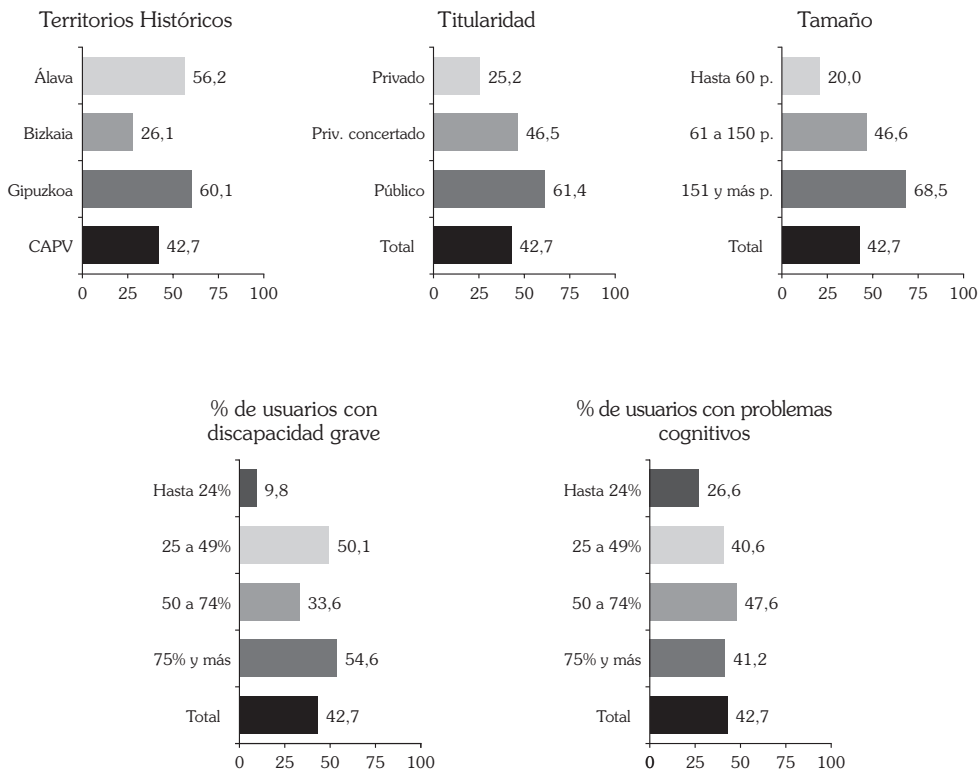 Territorios Históricos
Álava 56,2
Bizkaia 26,1
Gipuzkoa 60,1
CAPV 42,7
0 25 50 75 100
Titularidad
Privado 25,2
Priv. concertado 46,5
Público 61,4
Total 42,7
0 25 50 75 100
Tamaño
Hasta 60 p. 20,0
61 a 150 p. 46,6
151 y más p. 68,5
Total 42,7
0 25 50 75 100
% de usuarios con
discapacidad grave
Hasta 24% 9,8
25 a 49% 50,1
50 a 74% 33,6
75% y más 54,6
Total 42,7
0 25 50 75 100
% de usuarios con problemas
cognitivos
Hasta 24% 26,6
25 a 49% 40,6
50 a 74% 47,6
75% y más 41,2
Total 42,7
0 25 50 75 100